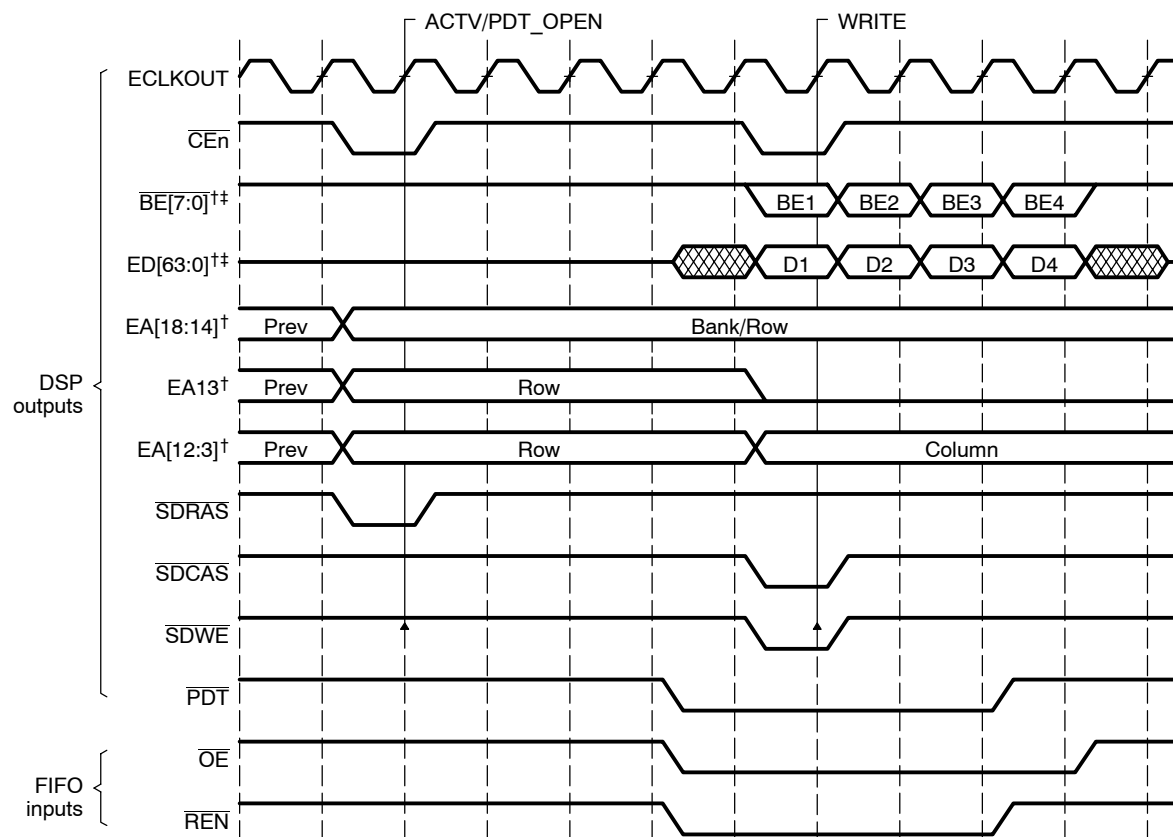 ACTV/PDT_OPEN WRITE
ECLKOUT
CEn
BE[7:0]†‡ BE1 BE2 BE3 BE4
ED[63:0]†‡ D1 D2 D3 D4
EA[18:14]† Prev Bank/Row
DSP outputs
EA13† Prev Row
EA[12:3]† Prev Row Column
SDRAS
SDCAS
SDWE
PDT
OE
FIFO inputs
REN